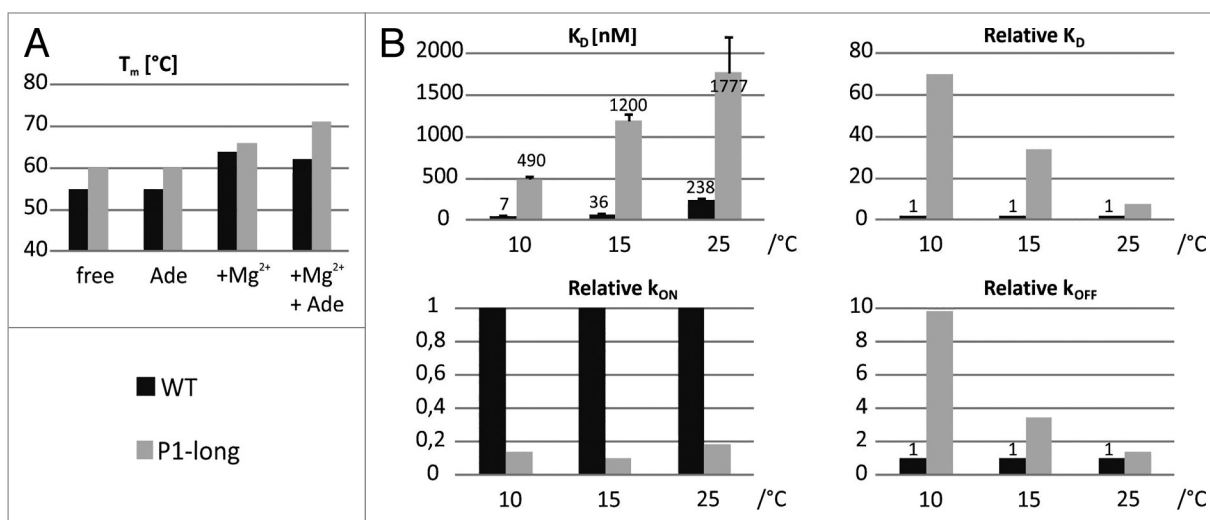 A
T_m [°C]
80
70
60
50
40
free Ade +Mg²⁺ +Mg²⁺
+ Ade
WT
P1-long
B
K_D [nM]
2000
1500
1000
500
0
7 490 36 1200 238 1777
10 15 25 /°C
Relative K_D
80
60
40
20
0
1 1 1
10 15 25 /°C
Relative k_ON
1
0,8
0,6
0,4
0,2
0
10 15 25 /°C
Relative k_OFF
10
8
6
4
2
0
1 1 1
10 15 25 /°C